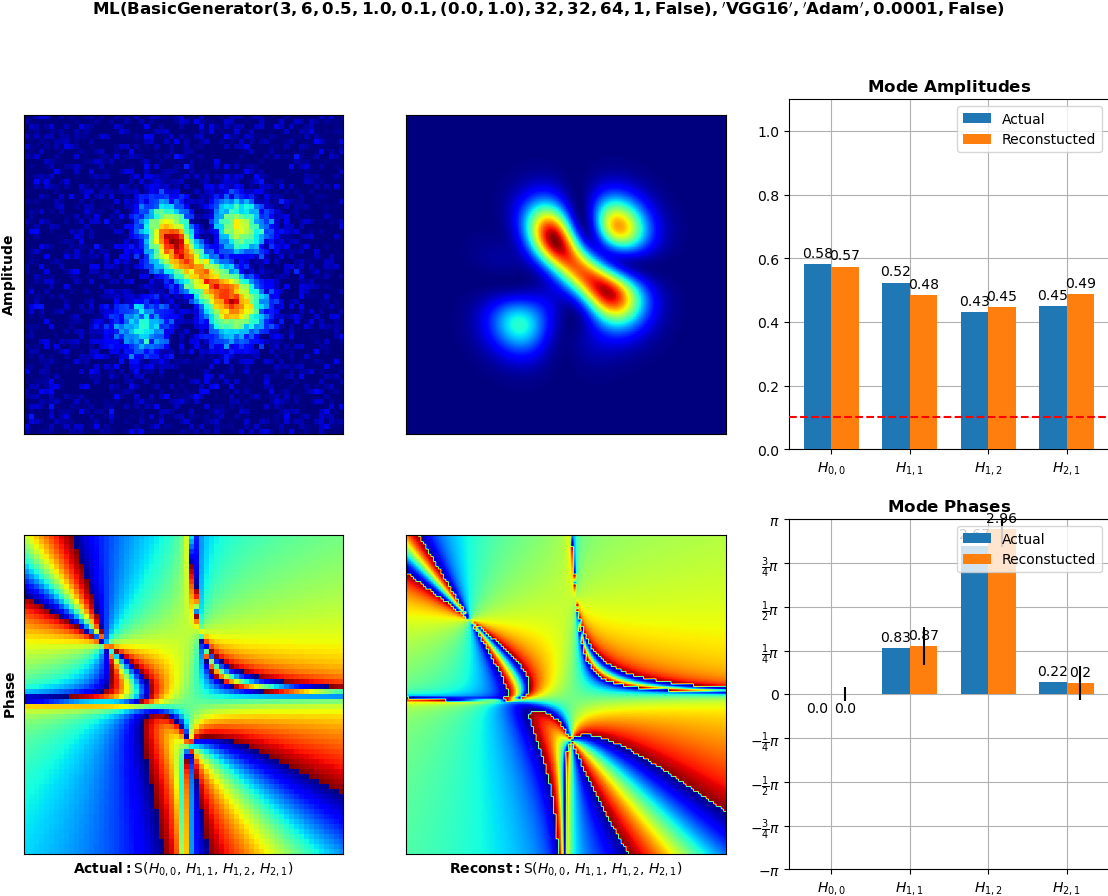 ML(BasicGenerator(3, 6, 0.5, 1.0, 0.1, (0.0, 1.0), 32, 32, 64, 1, False), ′VGG16′, ′Adam′, 0.0001, False)
Mode Amplitudes
Actual
Reconstucted
1.0
0.8
0.6
0.4
0.2
0.0
0.58
0.57
0.52
0.48
0.43
0.45
0.45
0.49
H0,0
H1,1
H1,2
H2,1
Amplitude
Mode Phases
Actual
Reconstucted
π
3/4π
1/2π
1/4π
0
−1/4π
−1/2π
−3/4π
−π
0.0
0.0
0.83
0.87
2.67
2.96
0.22
0.2
H0,0
H1,1
H1,2
H2,1
Phase
Actual: S(H0,0, H1,1, H1,2, H2,1)
Reconst: S(H0,0, H1,1, H1,2, H2,1)